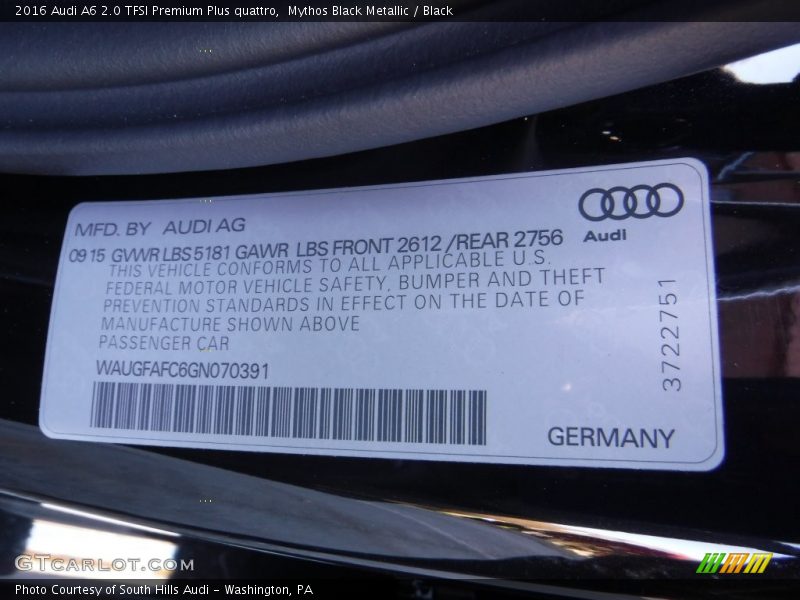 2016 Audi A6 2.0 TFSI Premium Plus quattro,  Mythos Black Metallic / Black
MFD. BY AUDI AG
Audi
09 15 GVWR LBS 5181 GAWR LBS FRONT 2612 /REAR 2756
THIS VEHICLE CONFORMS TO ALL APPLICABLE U.S.
FEDERAL MOTOR VEHICLE SAFETY, BUMPER AND THEFT
PREVENTION STANDARDS IN EFFECT ON THE DATE OF
MANUFACTURE SHOWN ABOVE
PASSENGER CAR
WAUGFAFC6GN070391
3722751
GERMANY
GTCARLOT.COM
Photo Courtesy of South Hills Audi - Washington, PA